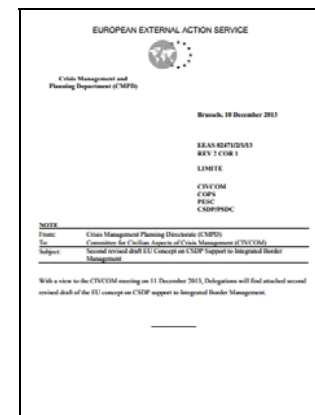 EUROPEAN EXTERNAL ACTION SERVICE
Crisis Management and
Planning Department (CMPD)
Brussels, 10 December 2013
EEAS 02471/2/1/13
REV 2 COR 1
LIMITE
CIVCOM
COPS
PESC
CSDP/PSDC
NOTE
From: Crisis Management Planning Directorate (CMPD)
To: Committee for Civilian Aspects of Crisis Management (CIVCOM)
Subject: Second revised draft EU Concept on CSDP Support to Integrated Border
Management
With a view to the CIVCOM meeting on 11 December 2013, Delegations will find attached second
revised draft of the EU concept on CSDP support to Integrated Border Management.